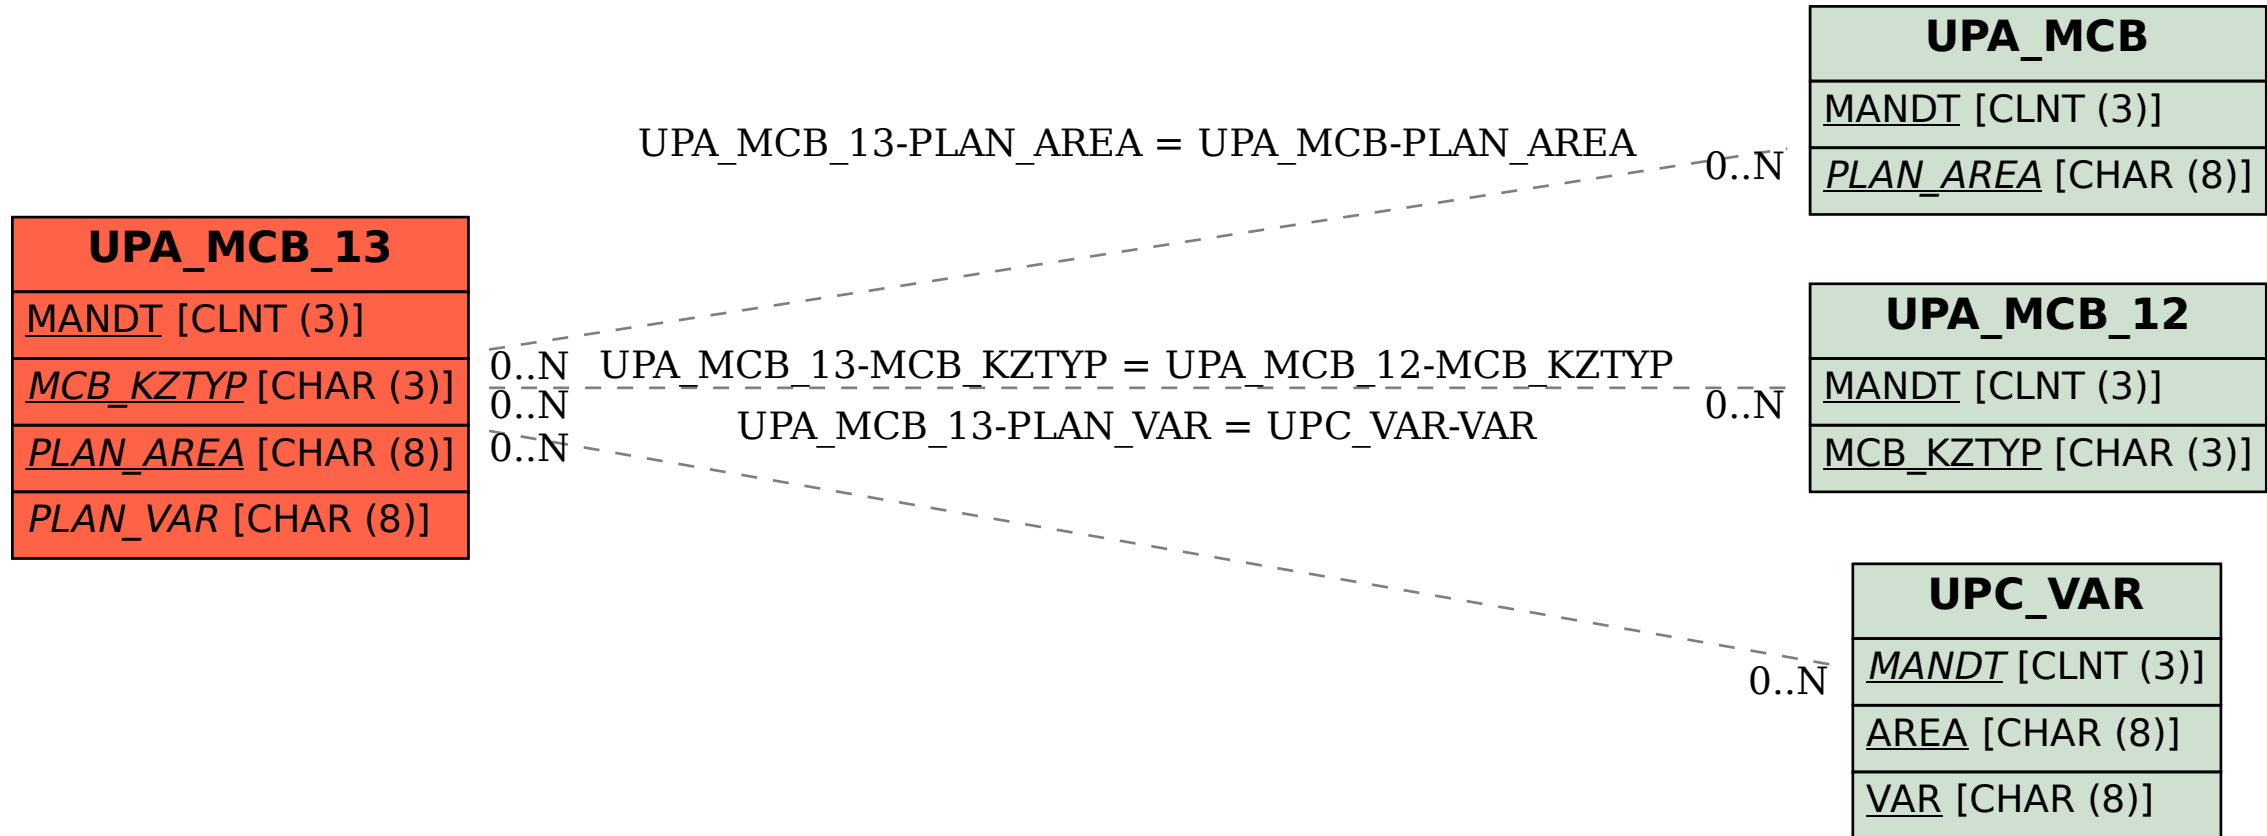 UPA_MCB
MANDT [CLNT (3)]
PLAN_AREA [CHAR (8)]
UPA_MCB_13-PLAN_AREA = UPA_MCB-PLAN_AREA
0..N
UPA_MCB_13
MANDT [CLNT (3)]
MCB_KZTYP [CHAR (3)]
PLAN_AREA [CHAR (8)]
PLAN_VAR [CHAR (8)]
0..N
UPA_MCB_13-MCB_KZTYP = UPA_MCB_12-MCB_KZTYP
0..N
0..N
0..N
UPA_MCB_13-PLAN_VAR = UPC_VAR-VAR
UPA_MCB_12
MANDT [CLNT (3)]
MCB_KZTYP [CHAR (3)]
0..N
UPC_VAR
MANDT [CLNT (3)]
AREA [CHAR (8)]
VAR [CHAR (8)]